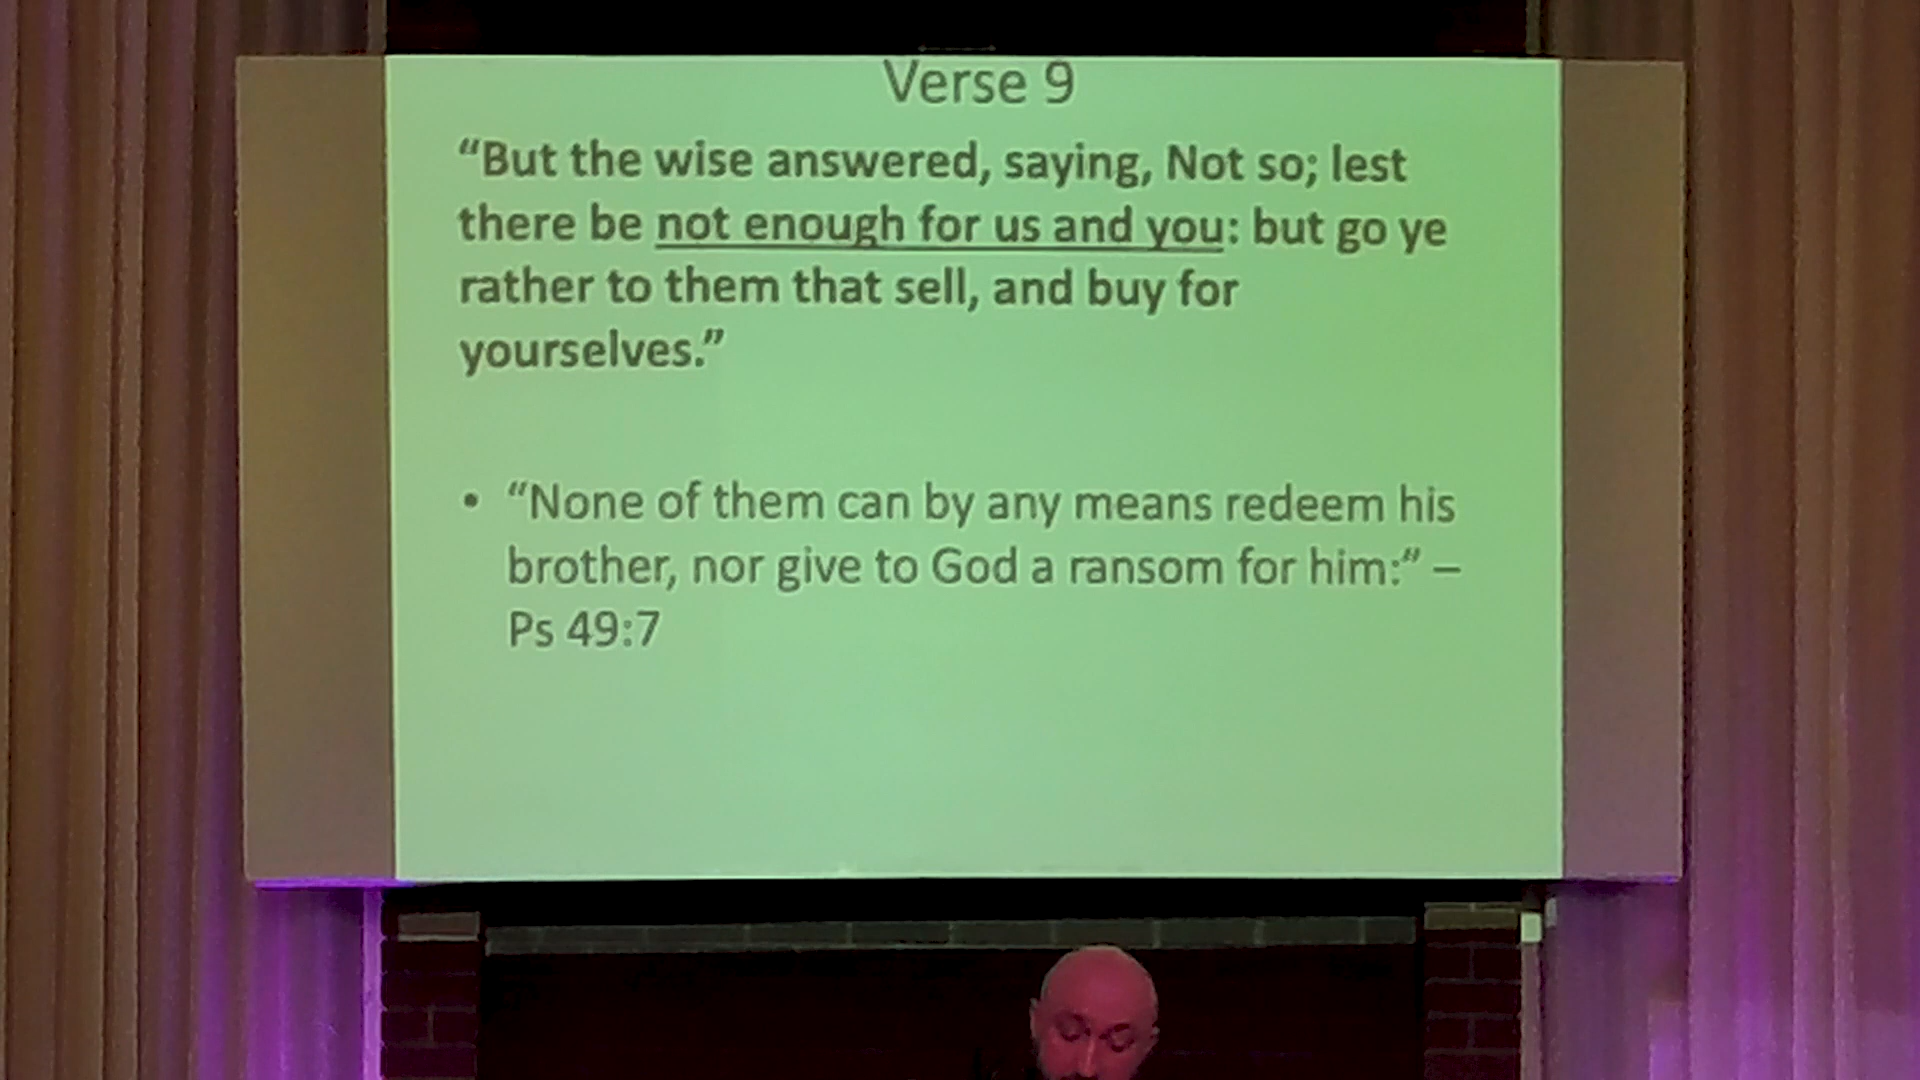 Verse 9
“But the wise answered, saying, Not so; lest
there be not enough for us and you: but go ye
rather to them that sell, and buy for
yourselves.”
• “None of them can by any means redeem his
brother, nor give to God a ransom for him:” –
Ps 49:7